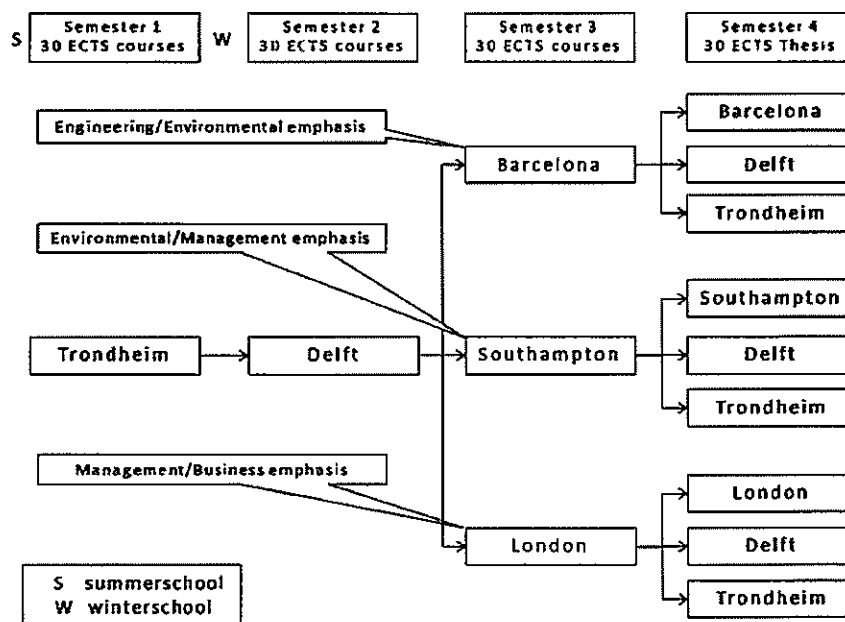 S
Semester 1
30 ECTS courses
W
Semester 2
30 ECTS courses
Semester 3
30 ECTS courses
Semester 4
30 ECTS Thesis
Engineering/Environmental emphasis
Barcelona
Barcelona
Delft
Trondheim
Environmental/Management emphasis
Trondheim
Delft
Southampton
Southampton
Delft
Trondheim
Management/Business emphasis
London
London
Delft
Trondheim
S summerschool
W winterschool